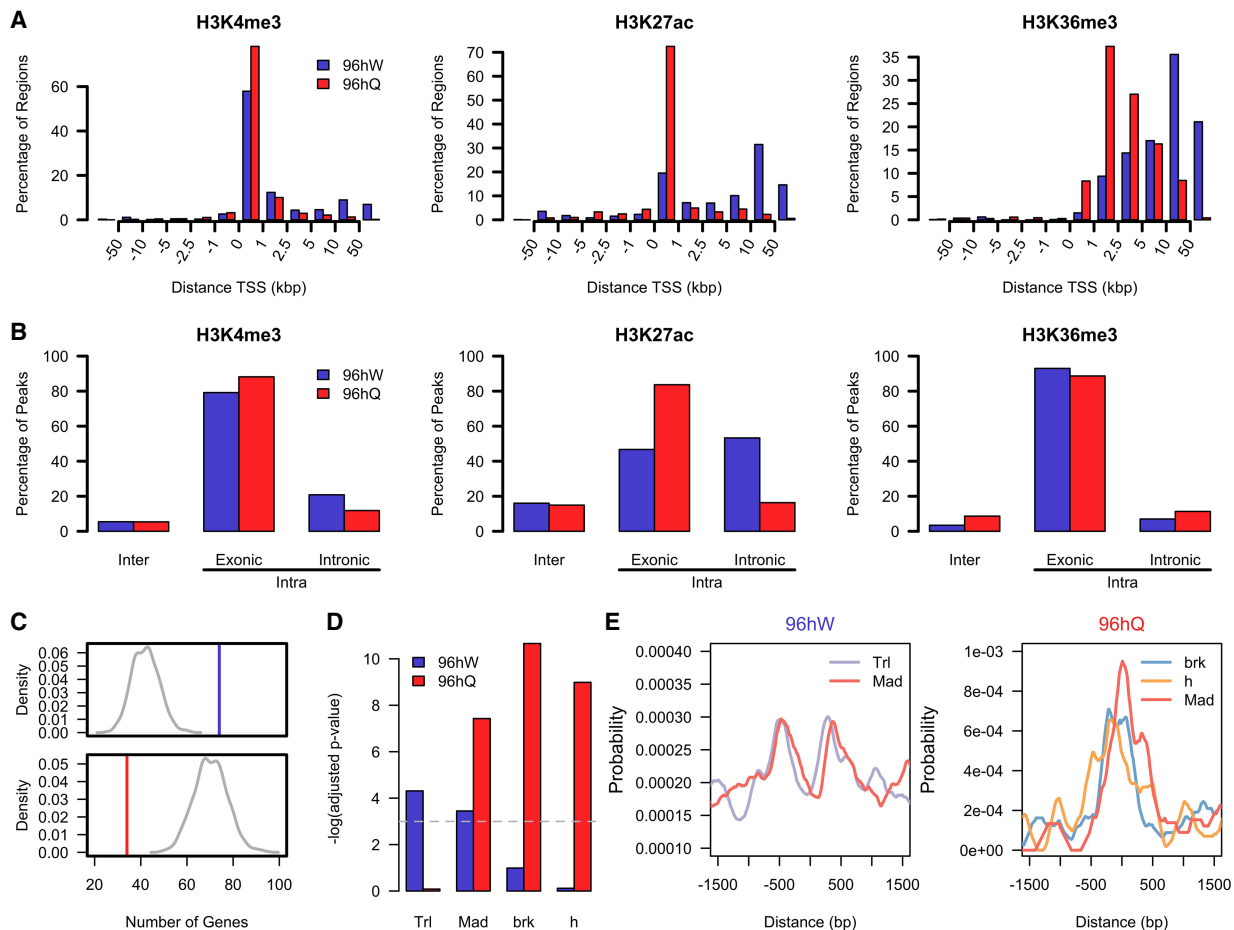 A
H3K4me3
Percentage of Regions
0
20
40
60
96hW
96hQ
-50
-10
-5
-2.5
-1
0
1
2.5
5
10
50
Distance TSS (kbp)
H3K27ac
Percentage of Regions
0
10
20
30
40
50
60
70
-50
-10
-5
-2.5
-1
0
1
2.5
5
10
50
Distance TSS (kbp)
H3K36me3
Percentage of Regions
0
5
10
15
20
25
30
35
-50
-10
-5
-2.5
-1
0
1
2.5
5
10
50
Distance TSS (kbp)
B
H3K4me3
Percentage of Peaks
0
20
40
60
80
100
96hW
96hQ
Inter
Exonic
Intronic
Intra
H3K27ac
Percentage of Peaks
0
20
40
60
80
100
Inter
Exonic
Intronic
Intra
H3K36me3
Percentage of Peaks
0
20
40
60
80
100
Inter
Exonic
Intronic
Intra
C
Density
0.06
0.05
0.04
0.03
0.02
0.01
0.00
Density
0.05
0.04
0.03
0.02
0.01
0.00
20
40
60
80
100
Number of Genes
D
-log(adjusted p-value)
0
2
4
6
8
10
96hW
96hQ
Trl
Mad
brk
h
E
96hW
Probability
0.00040
0.00035
0.00030
0.00025
0.00020
0.00015
0.00010
Trl
Mad
-1500
-500
500
1500
Distance (bp)
96hQ
Probability
1e-03
8e-04
6e-04
4e-04
2e-04
0e+00
brk
h
Mad
-1500
-500
500
1500
Distance (bp)